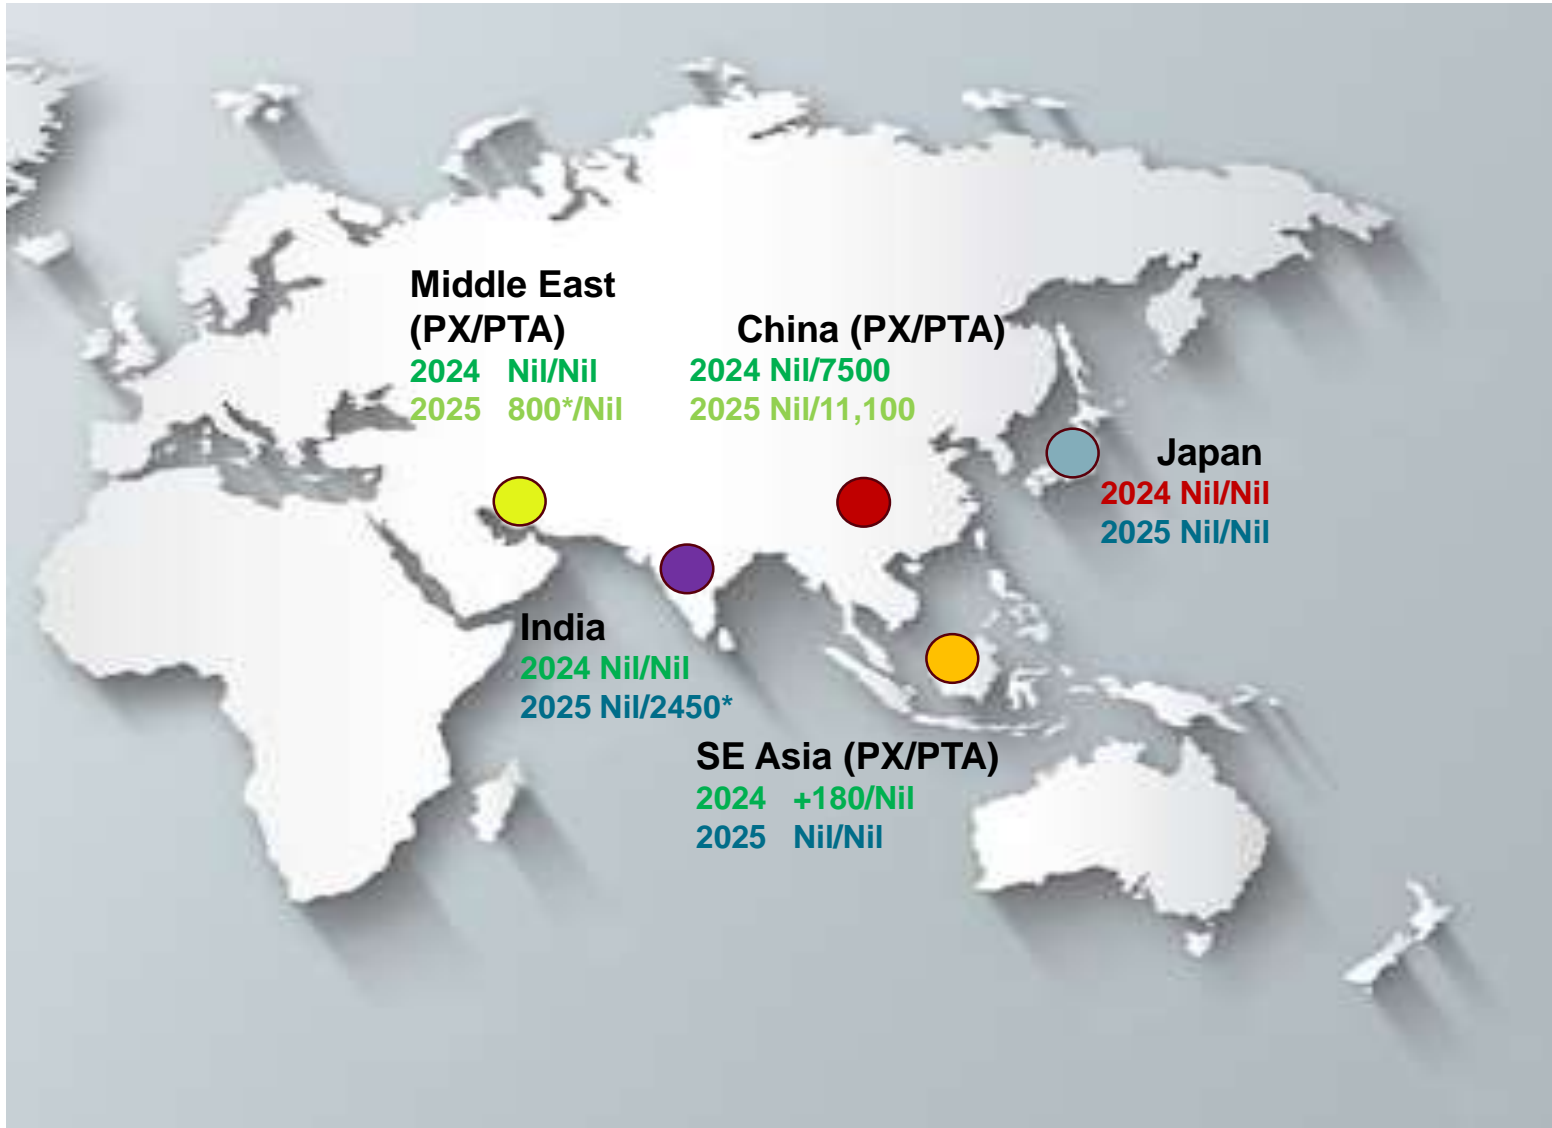 Middle East
(PX/PTA)
2024 Nil/Nil
2025 800*/Nil
China (PX/PTA)
2024 Nil/7500
2025 Nil/11,100
Japan
2024 Nil/Nil
2025 Nil/Nil
India
2024 Nil/Nil
2025 Nil/2450*
SE Asia (PX/PTA)
2024 +180/Nil
2025 Nil/Nil